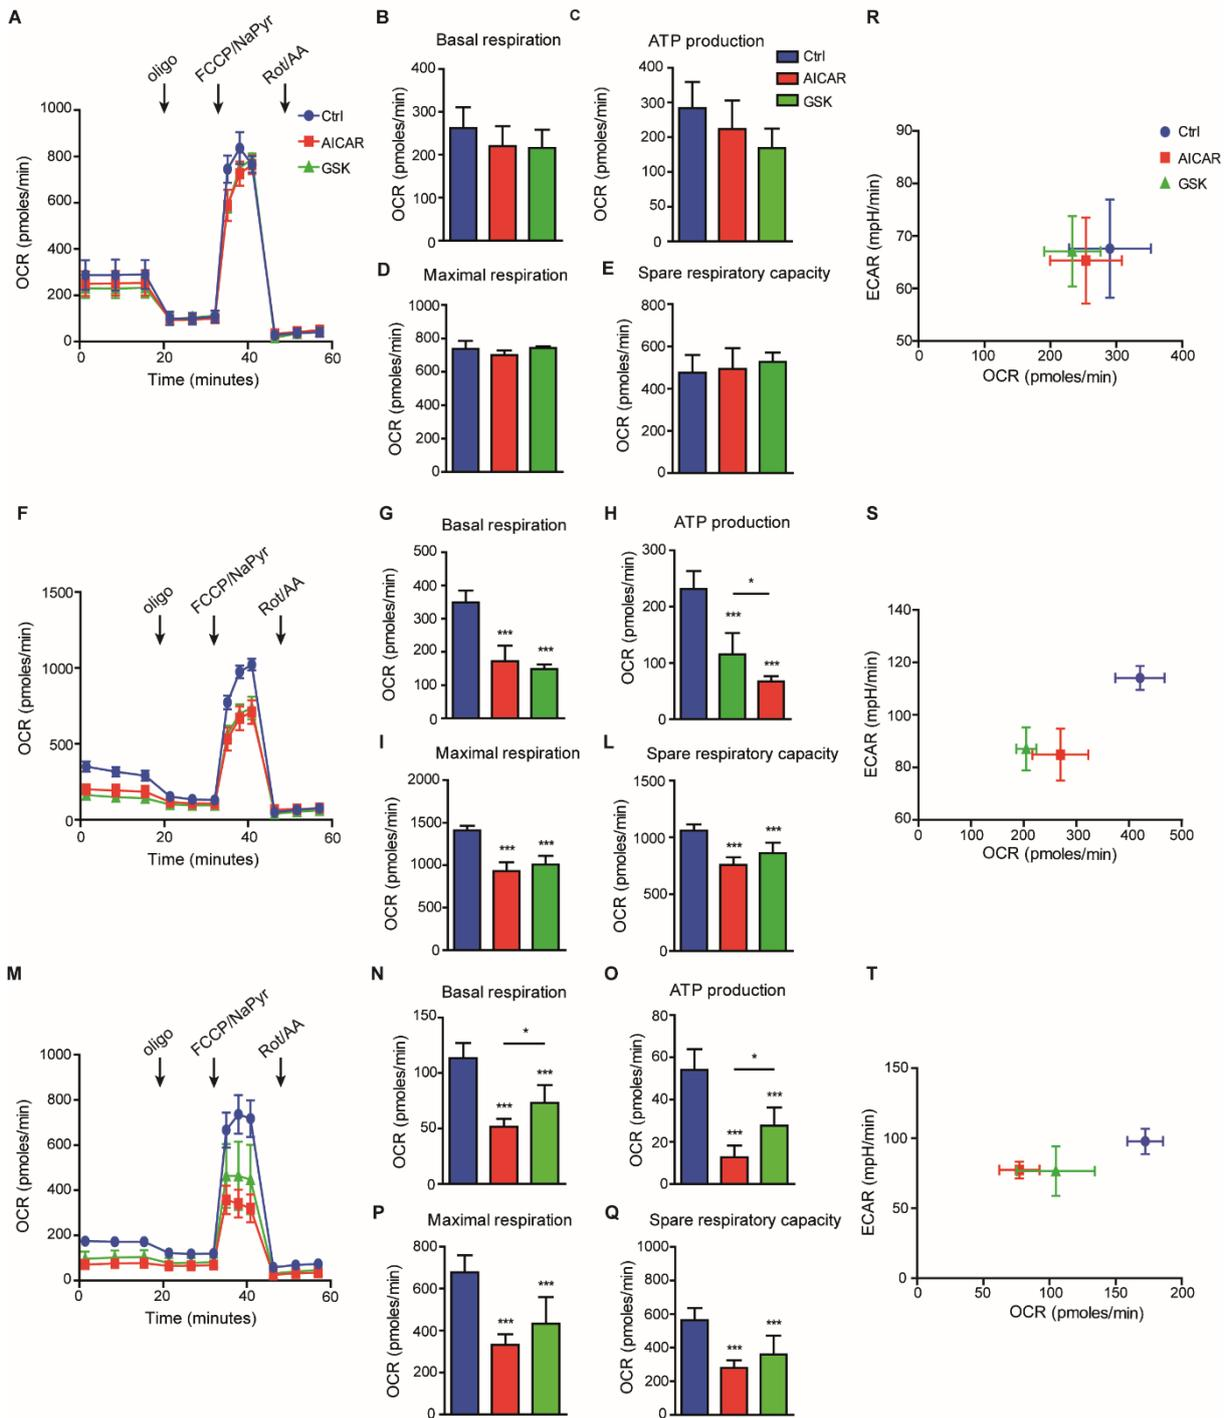 A
oligo
FCCP/NaPyr
Rot/AA
Ctrl
AICAR
GSK
OCR (pmoles/min)
1000
800
600
400
200
0
0 20 40 60
Time (minutes)
B
Basal respiration
OCR (pmoles/min)
400
300
200
100
0
C
ATP production
Ctrl
AICAR
GSK
OCR (pmoles/min)
400
300
200
100
50
0
R
Ctrl
AICAR
GSK
ECAR (mpH/min)
90
80
70
60
50
0 100 200 300 400
OCR (pmoles/min)
D
Maximal respiration
OCR (pmoles/min)
1000
800
600
400
200
0
E
Spare respiratory capacity
OCR (pmoles/min)
800
600
400
200
0
F
oligo
FCCP/NaPyr
Rot/AA
OCR (pmoles/min)
1500
1000
500
0
0 20 40 60
Time (minutes)
G
Basal respiration
OCR (pmoles/min)
500
400
300
200
100
0
*** ***
H
ATP production
OCR (pmoles/min)
300
200
100
0
*
***
***
S
ECAR (mpH/min)
140
120
100
80
60
0 100 200 300 400 500
OCR (pmoles/min)
I
Maximal respiration
OCR (pmoles/min)
2000
1500
1000
500
0
*** ***
L
Spare respiratory capacity
OCR (pmoles/min)
1500
1000
500
0
*** ***
M
oligo
FCCP/NaPyr
Rot/AA
OCR (pmoles/min)
1000
800
600
400
200
0
0 20 40 60
Time (minutes)
N
Basal respiration
OCR (pmoles/min)
150
100
50
0
*
*** ***
O
ATP production
OCR (pmoles/min)
80
60
40
20
0
*
*** ***
T
ECAR (mpH/min)
150
100
50
0
0 50 100 150 200
OCR (pmoles/min)
P
Maximal respiration
OCR (pmoles/min)
800
600
400
200
0
*** ***
Q
Spare respiratory capacity
OCR (pmoles/min)
1000
800
600
400
200
0
*** ***